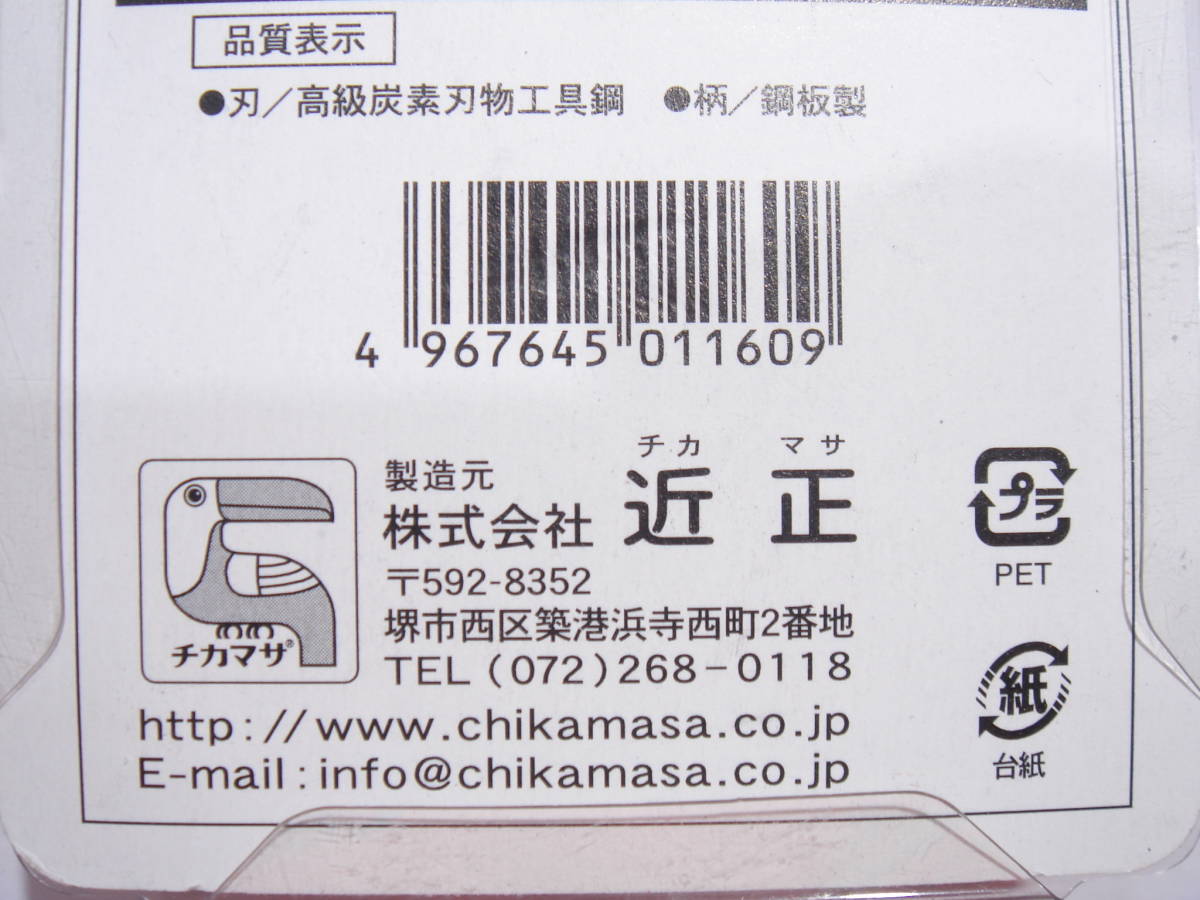 品質表示
●刃／高級炭素刃物工具鋼 ●柄／鋼板製
4 967645 011609
製造元
チカ マサ
株式会社 近正
〒592-8352
堺市西区築港浜寺西町2番地
TEL(072)268-0118
チカマサ®
http://www.chikamasa.co.jp
E-mail:info@chikamasa.co.jp
プラ
PET
紙
台紙